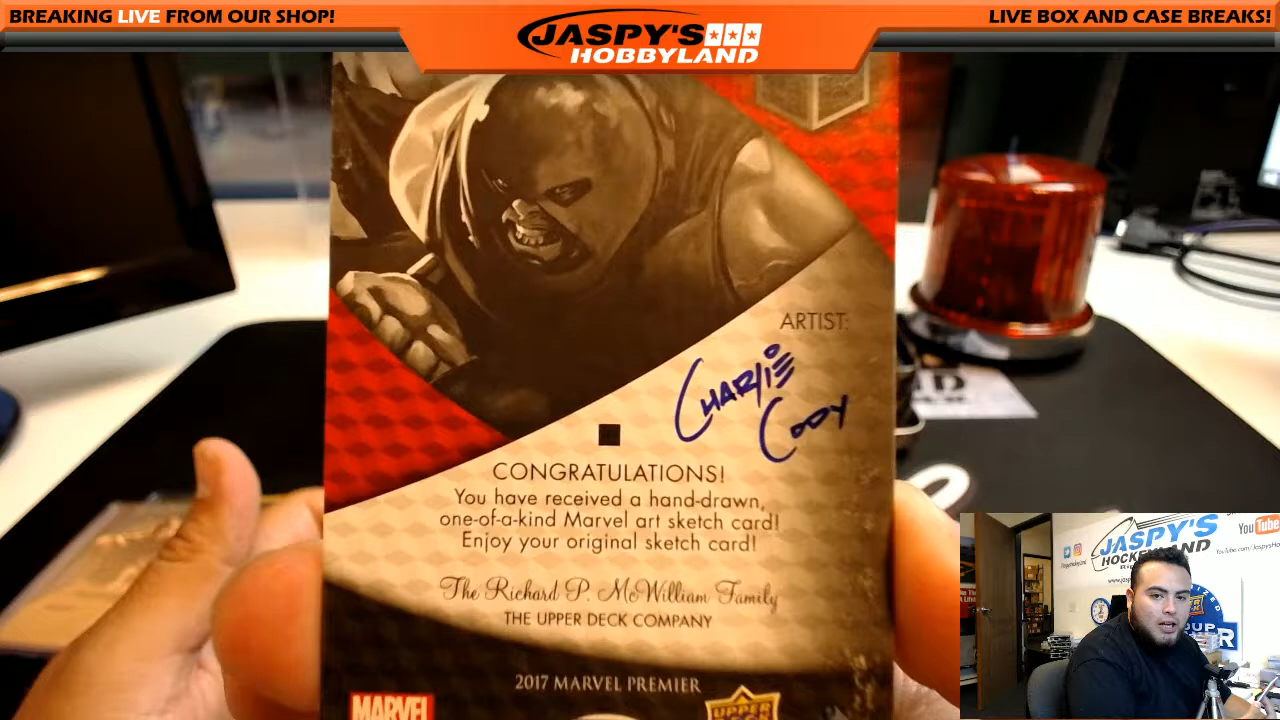 BREAKING LIVE FROM OUR SHOP!
JASPY'S
HOBBYLAND
LIVE BOX AND CASE BREAKS!
ARTIST:
CHARLIE
CODY
CONGRATULATIONS!
You have received a hand-drawn,
one-of-a-kind Marvel art sketch card!
Enjoy your original sketch card!
The Richard P. McWilliam Family
THE UPPER DECK COMPANY
2017 MARVEL PREMIER
MARVEL
UPPER
JASPY'S
HOCKEYLAND
YouTube